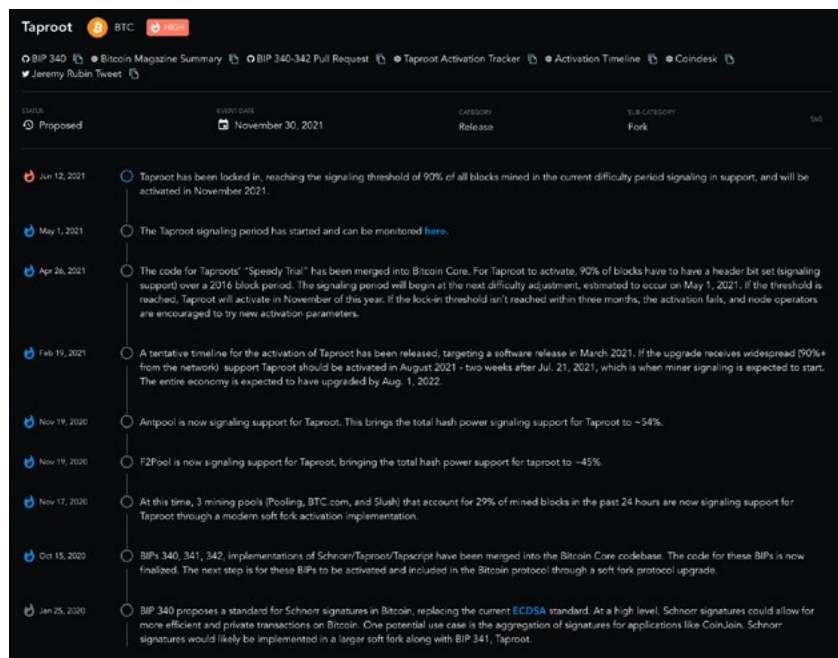 Taproot BTC HIGH
BIP 340 Bitcoin Magazine Summary BIP 340-342 Pull Request Taproot Activation Tracker Activation Timeline Coindesk
Jeremy Rubin Tweet
STATUS EVENT DATE CATEGORY SUB-CATEGORY TAG
Proposed November 30, 2021 Release Fork
Jun 12, 2021 Taproot has been locked in, reaching the signaling threshold of 90% of all blocks mined in the current difficulty period signaling in support, and will be
activated in November 2021.
May 1, 2021 The Taproot signaling period has started and can be monitored here.
Apr 26, 2021 The code for Taproots' "Speedy Trial" has been merged into Bitcoin Core. For Taproot to activate, 90% of blocks have to have a header bit set (signaling
support) over a 2016 block period. The signaling period will begin at the next difficulty adjustment, estimated to occur on May 1, 2021. If the threshold is
reached, Taproot will activate in November of this year. If the lock-in threshold isn't reached within three months, the activation fails, and node operators
are encouraged to try new activation parameters.
Feb 19, 2021 A tentative timeline for the activation of Taproot has been released, targeting a software release in March 2021. If the upgrade receives widespread (90%+
from the network) support Taproot should be activated in August 2021 - two weeks after Jul. 21, 2021, which is when miner signaling is expected to start.
The entire economy is expected to have upgraded by Aug. 1, 2022.
Nov 19, 2020 Antpool is now signaling support for Taproot. This brings the total hash power signaling support for Taproot to ~54%.
Nov 19, 2020 F2Pool is now signaling support for Taproot, bringing the total hash power support for taproot to ~45%.
Nov 17, 2020 At this time, 3 mining pools (Pooling, BTC.com, and Slush) that account for 29% of mined blocks in the past 24 hours are now signaling support for
Taproot through a modern soft fork activation implementation.
Oct 15, 2020 BIPs 340, 341, 342, implementations of Schnorr/Taproot/Tapscript have been merged into the Bitcoin Core codebase. The code for these BIPs is now
finalized. The next step is for these BIPs to be activated and included in the Bitcoin protocol through a soft fork protocol upgrade.
Jan 25, 2020 BIP 340 proposes a standard for Schnorr signatures in Bitcoin, replacing the current ECDSA standard. At a high level, Schnorr signatures could allow for
more efficient and private transactions on Bitcoin. One potential use case is the aggregation of signatures for applications like CoinJoin. Schnorr
signatures would likely be implemented in a larger soft fork along with BIP 341, Taproot.